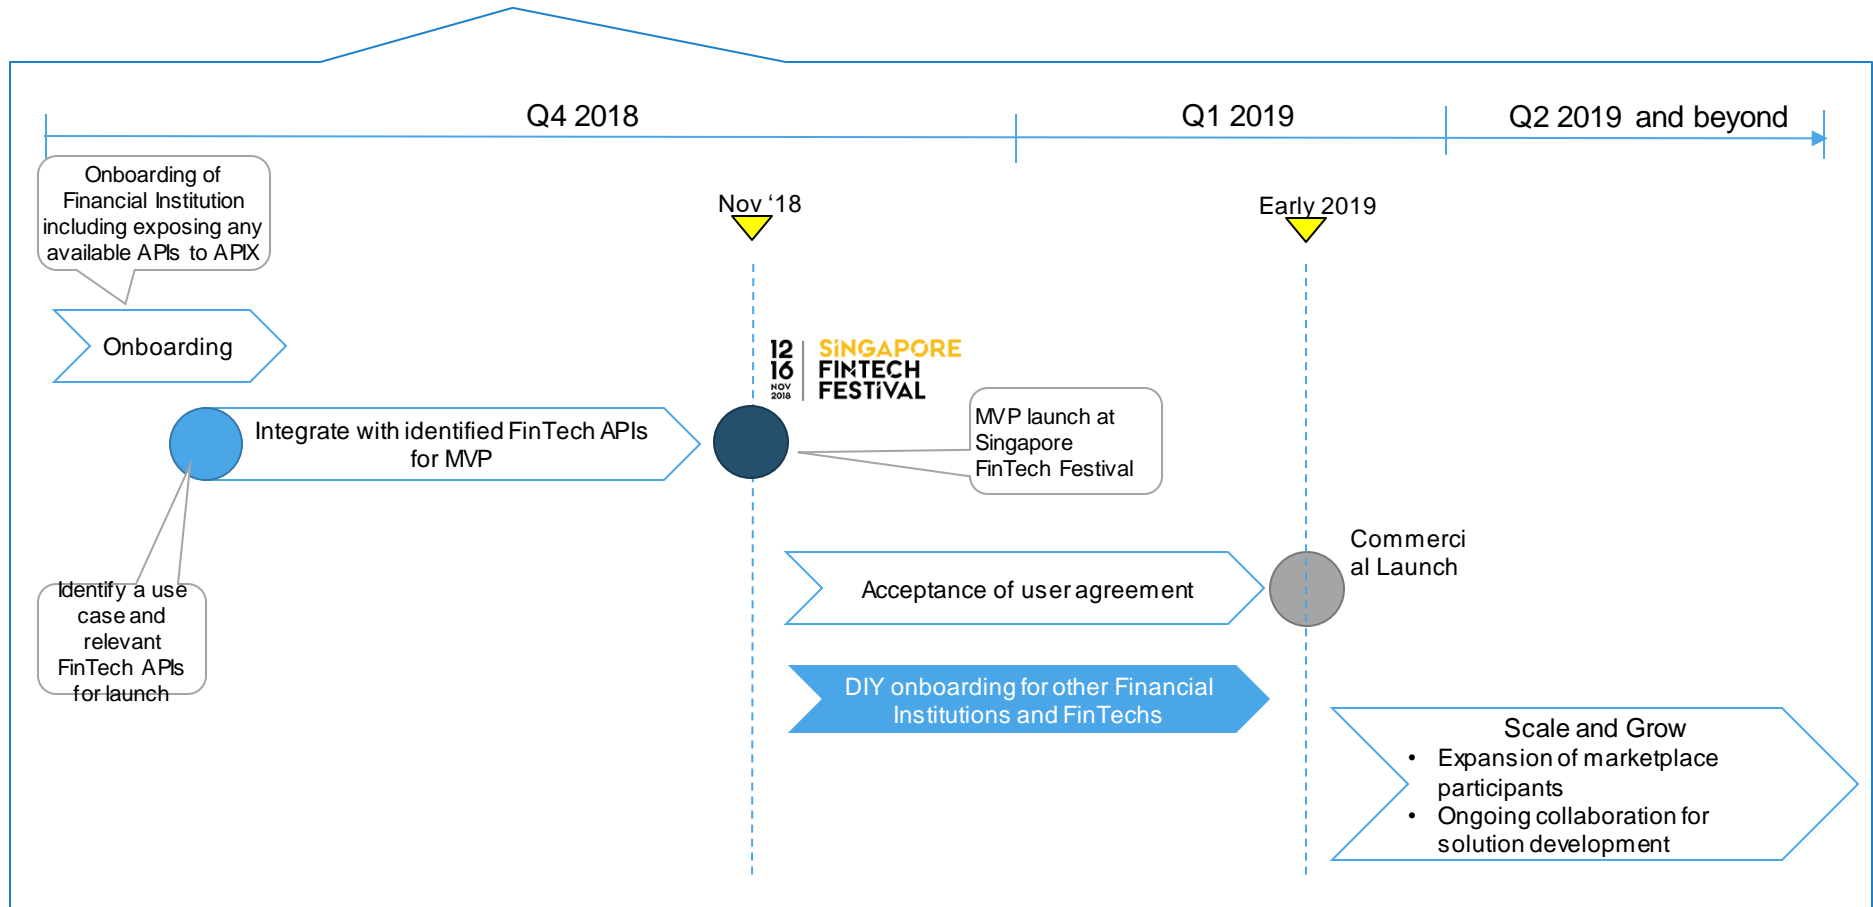 Q4 2018
Q1 2019
Q2 2019 and beyond
Onboarding of
Financial Institution
including exposing any
available APIs to APIX
Nov ‘18
Early 2019
Onboarding
12
16
NOV
2018
SiNGAPORE
FINTECH
FESTiVAL
Integrate with identified FinTech APIs
for MVP
MVP launch at
Singapore
FinTech Festival
Identify a use
case and
relevant
FinTech APIs
for launch
Acceptance of user agreement
Commerci
al Launch
DIY onboarding for other Financial
Institutions and FinTechs
Scale and Grow
• Expansion of marketplace
participants
• Ongoing collaboration for
solution development